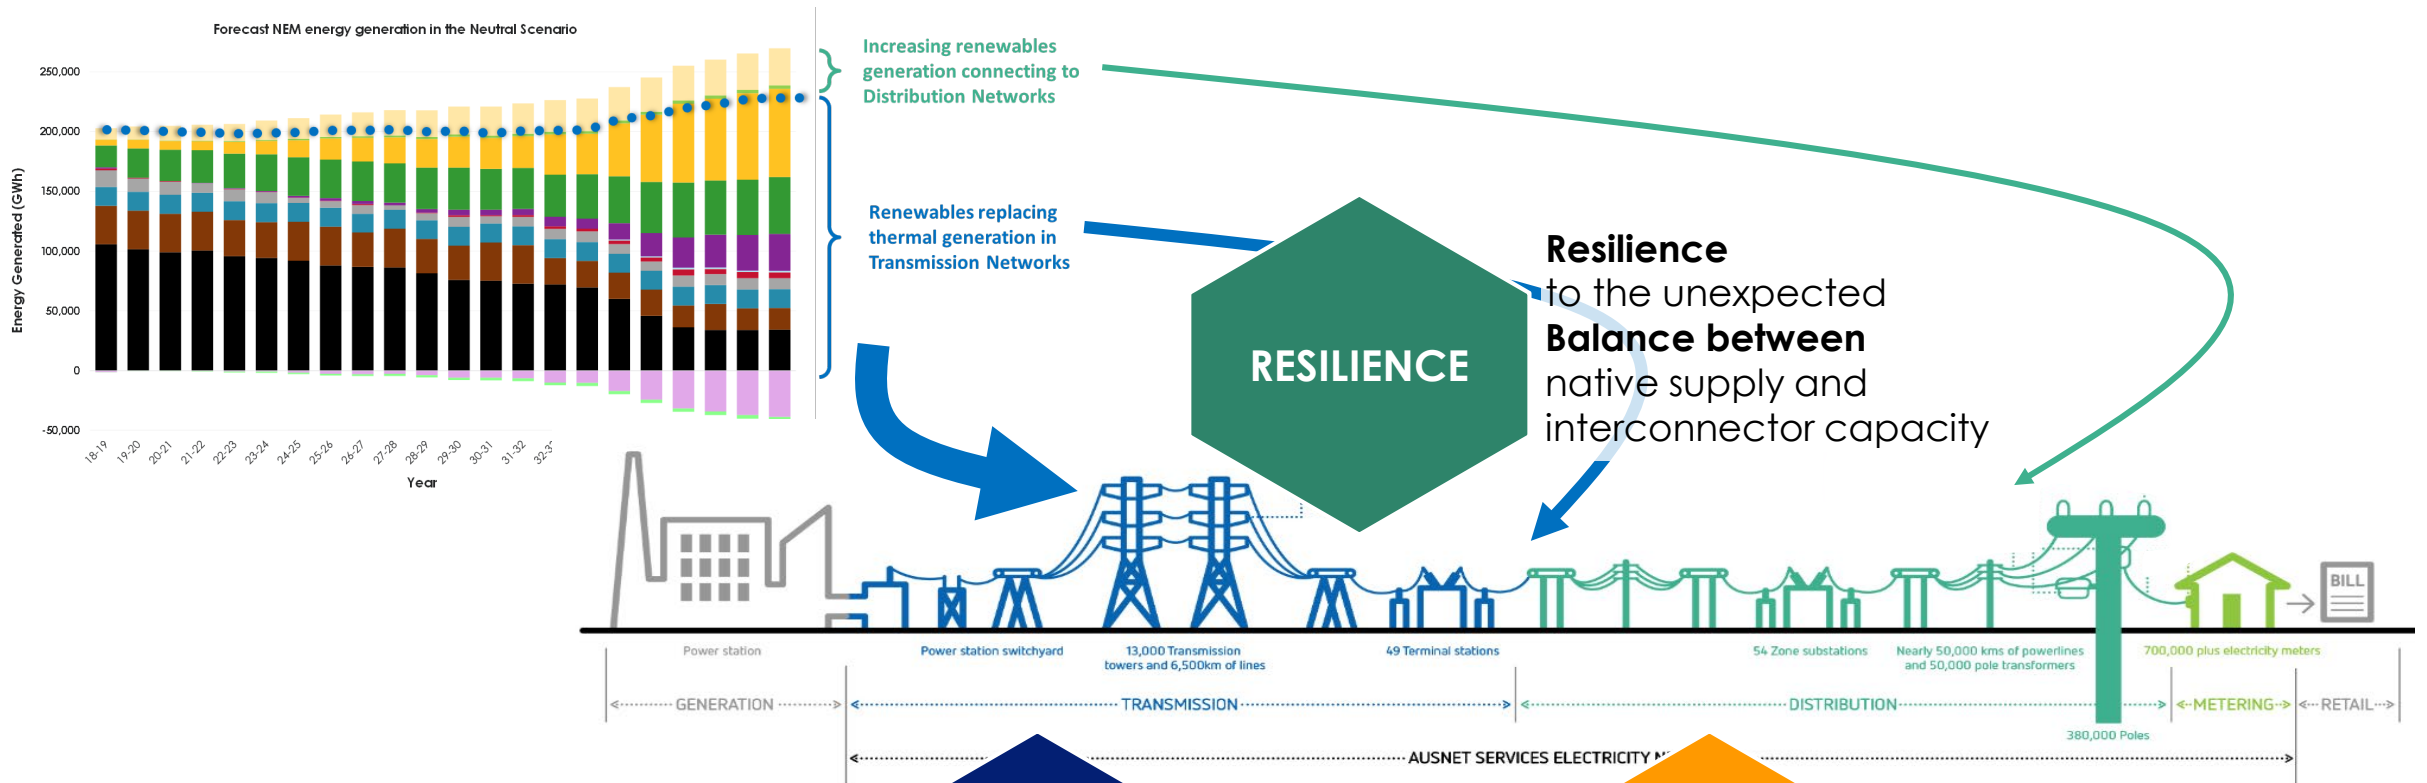 Forecast NEM energy generation in the Neutral Scenario
250,000
200,000
150,000
100,000
50,000
0
-50,000
Energy Generated (GWh)
18-19
19-20
20-21
21-22
22-23
23-24
24-25
25-26
26-27
27-28
28-29
29-30
30-31
31-32
Year
Increasing renewables
generation connecting to
Distribution Networks
Renewables replacing
thermal generation in
Transmission Networks
RESILIENCE
Resilience
to the unexpected
Balance between
native supply and
interconnector capacity
BILL
Power station
Power station switchyard
13,000 Transmission
towers and 6,500km of lines
49 Terminal stations
54 Zone substations
Nearly 50,000 kms of powerlines
and 50,000 pole transformers
700,000 plus electricity meters
GENERATION
TRANSMISSION
DISTRIBUTION
METERING
RETAIL
380,000 Poles
AUSNET SERVICES ELECTRICITY